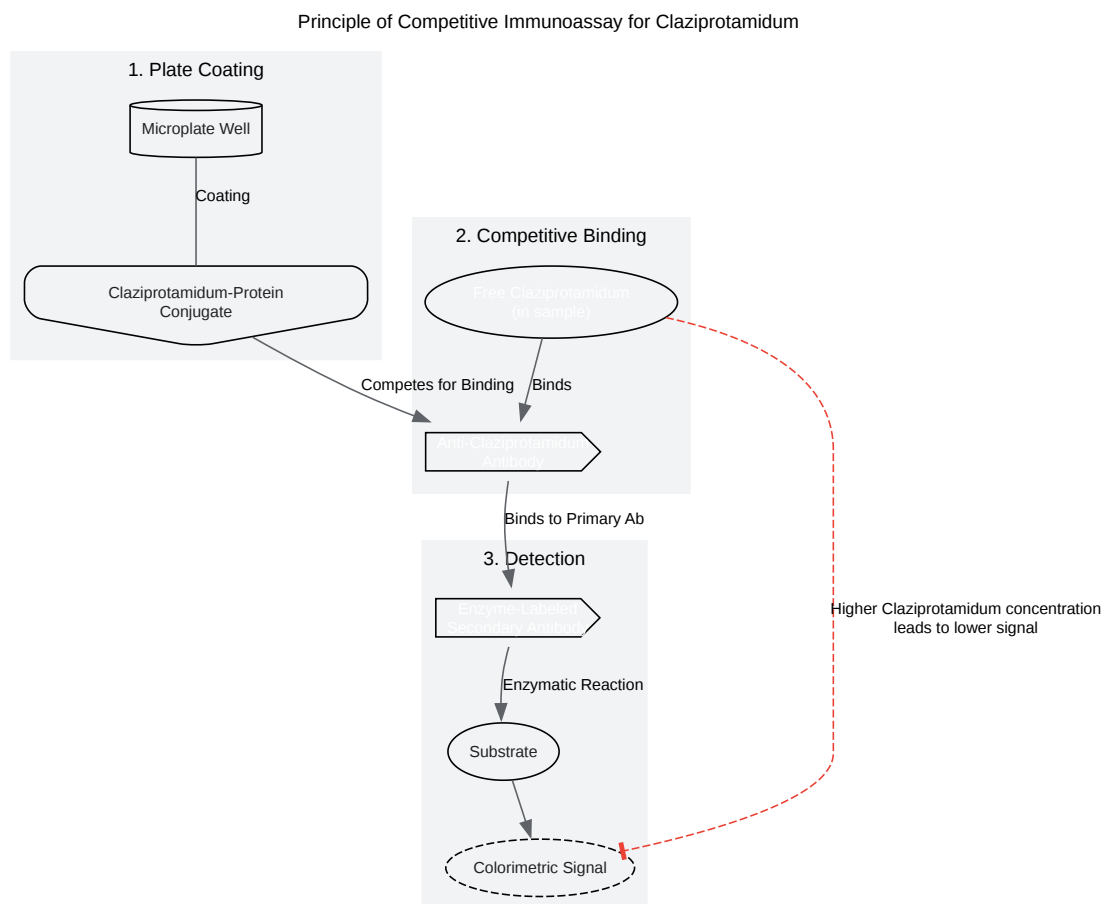 Principle of Competitive Immunoassay for Claziprotamidum
1. Plate Coating
Microplate Well
Coating
Claziprotamidum-Protein
Conjugate
2. Competitive Binding
Free Claziprotamidum
(in sample)
Competes for Binding
Binds
Anti-Claziprotamidum
Antibody
Binds to Primary Ab
3. Detection
Enzyme-Labeled
Secondary Antibody
Enzymatic Reaction
Substrate
Colorimetric Signal
Higher Claziprotamidum concentration
leads to lower signal